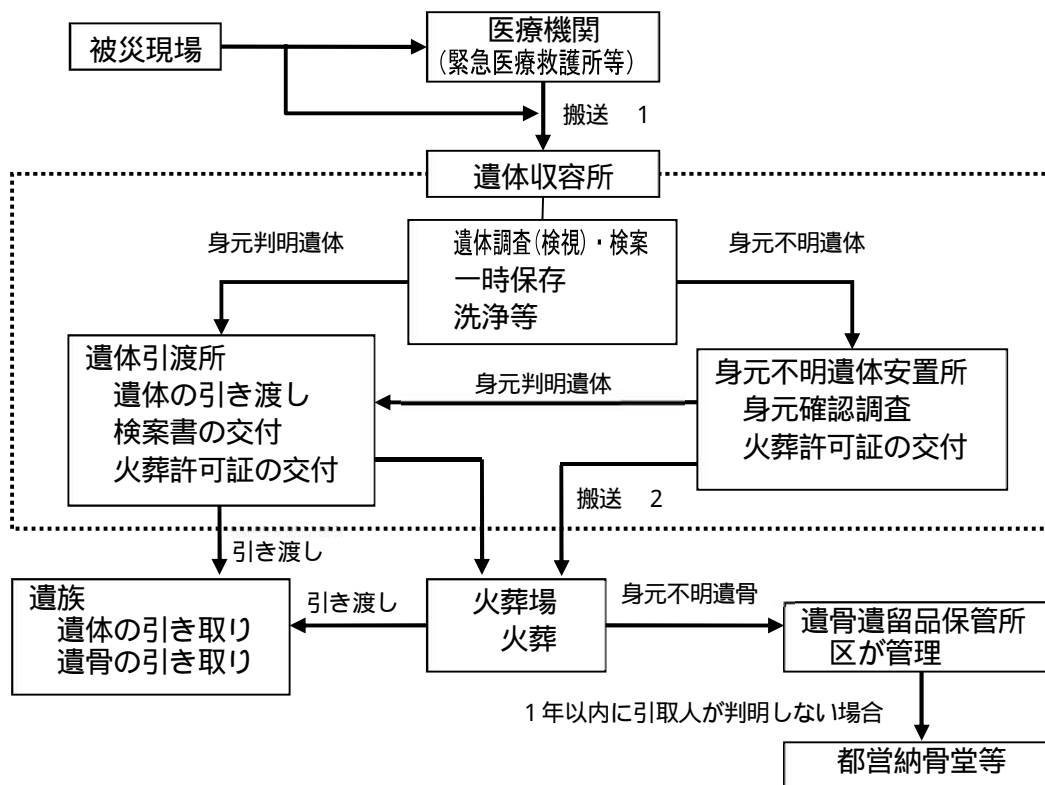 被災現場
医療機関
(緊急医療救護所等)
搬送 1
遺体収容所
身元判明遺体
遺体調査(検視)・検案
一時保存
洗浄等
身元不明遺体
遺体引渡所
遺体の引き渡し
検案書の交付
火葬許可証の交付
身元判明遺体
身元不明遺体安置所
身元確認調査
火葬許可証の交付
搬送 2
引き渡し
遺族
遺体の引き取り
遺骨の引き取り
引き渡し
火葬場
火葬
身元不明遺骨
遺骨遺留品保管所
区が管理
1年以内に引取人が判明しない場合
都営納骨堂等